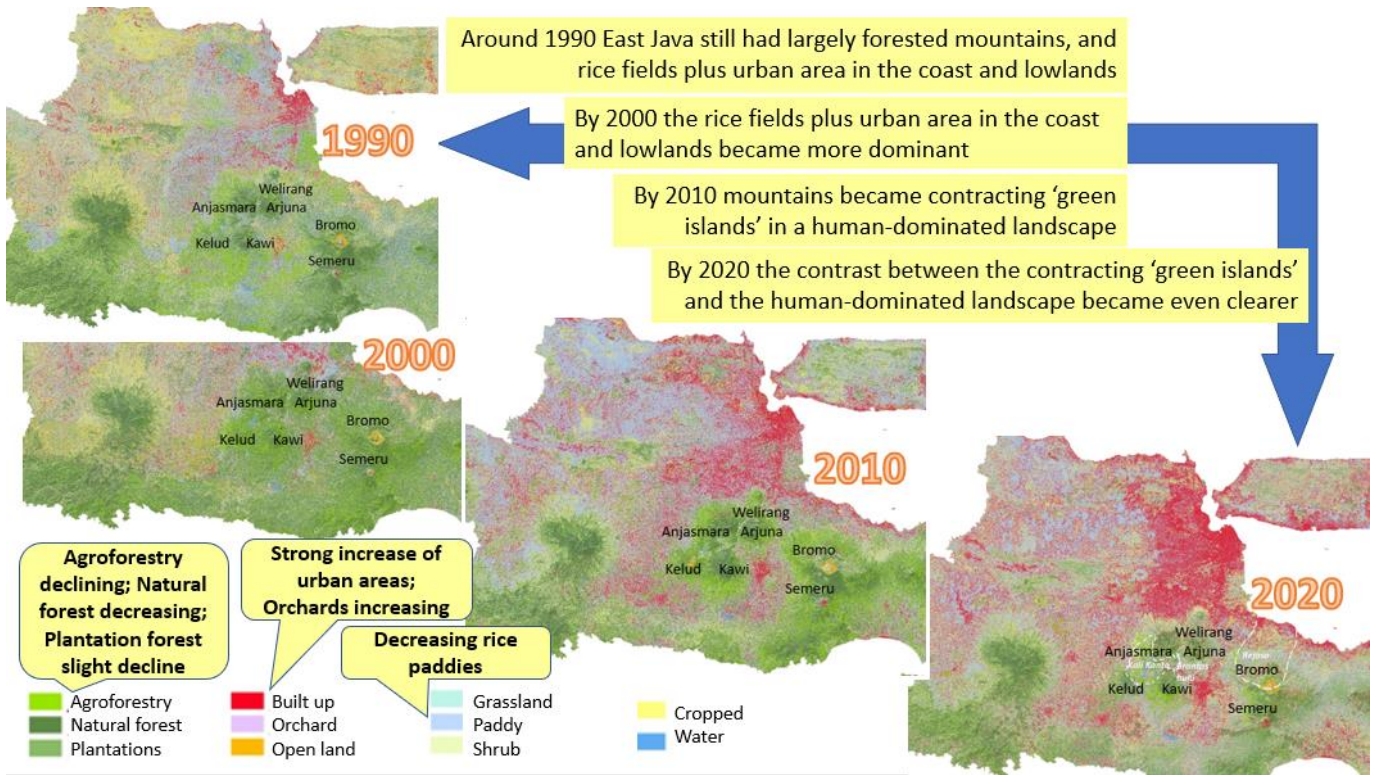 Around 1990 East Java still had largely forested mountains, and
rice fields plus urban area in the coast and lowlands
By 2000 the rice fields plus urban area in the coast
and lowlands became more dominant
By 2010 mountains became contracting ‘green
islands’ in a human-dominated landscape
By 2020 the contrast between the contracting ‘green islands’
and the human-dominated landscape became even clearer
1990
Welirang
Anjasmara Arjuna
Bromo
Kelud Kawi
Semeru
2000
Welirang
Anjasmara Arjuna
Bromo
Kelud Kawi
Semeru
2010
Welirang
Anjasmara Arjuna
Bromo
Kelud Kawi
Semeru
2020
Welirang
Anjasmara Arjuna
Rejoso
Kali Konto Brantas
Bromo
hulu
Kelud Kawi
Semeru
Agroforestry
declining; Natural
forest decreasing;
Plantation forest
slight decline
Strong increase of
urban areas;
Orchards increasing
Decreasing rice
paddies
Agroforestry
Natural forest
Plantations
Built up
Orchard
Open land
Grassland
Paddy
Shrub
Cropped
Water